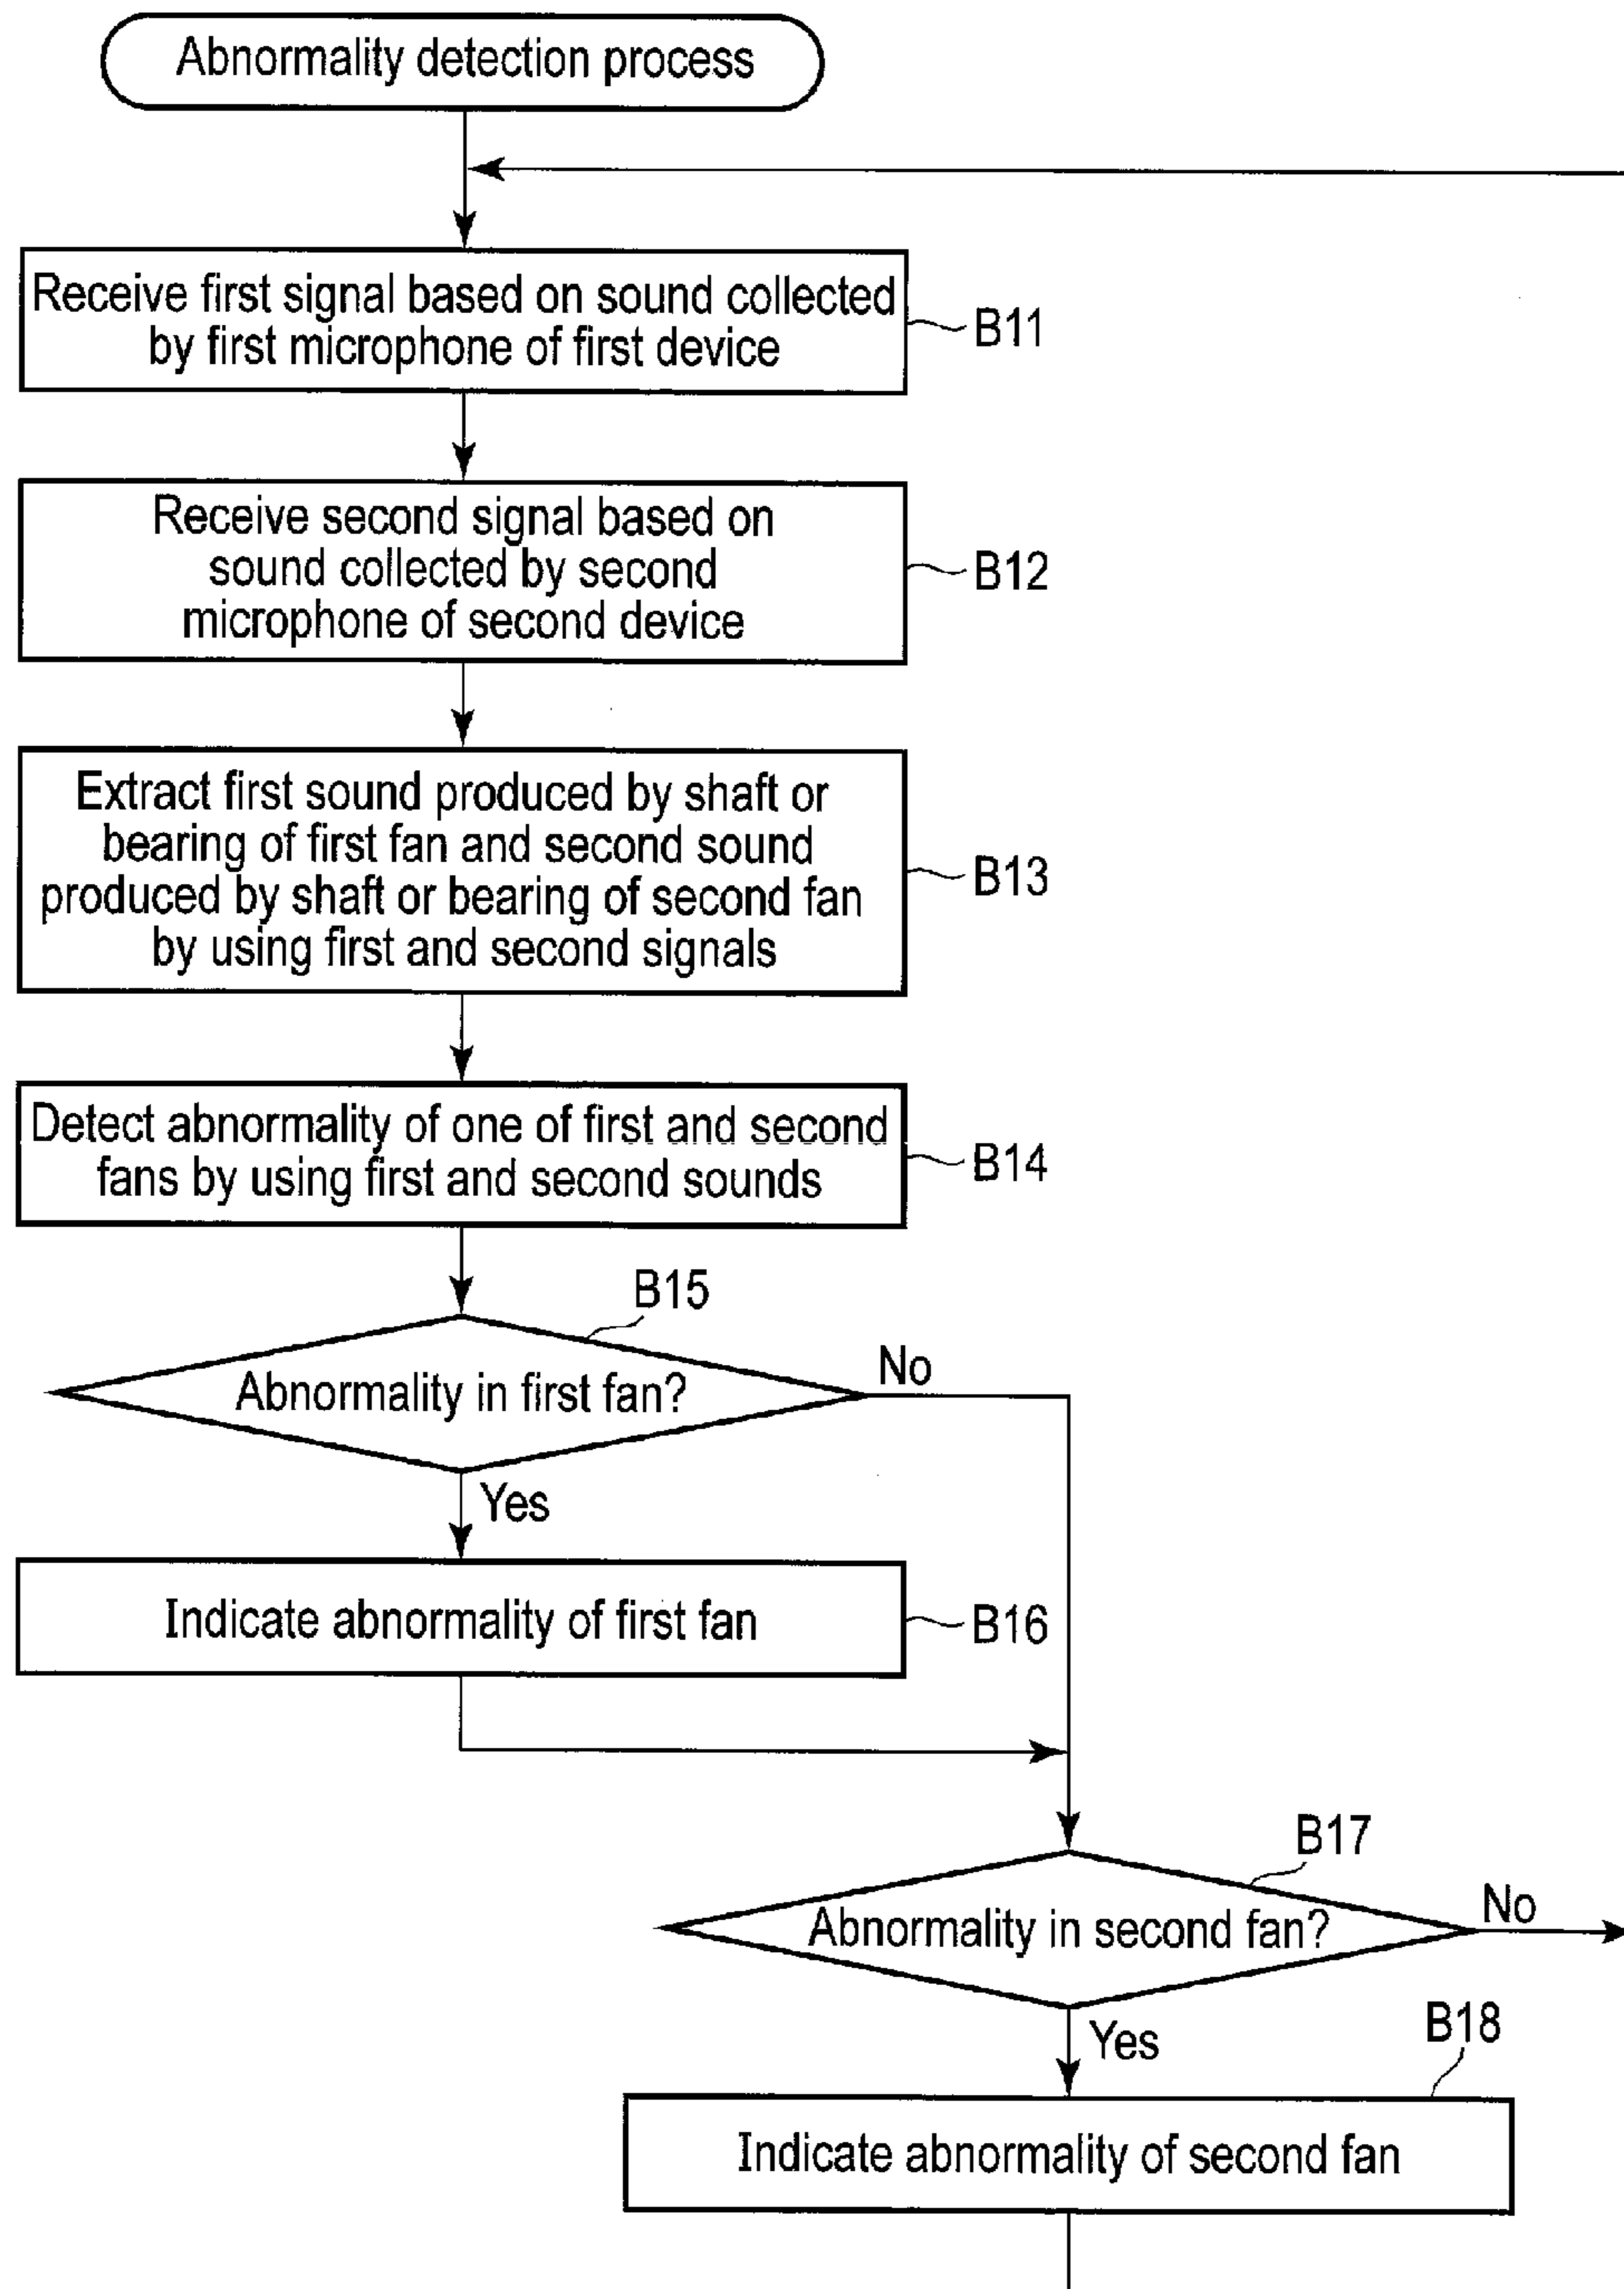 Abnormality detection process
Receive first signal based on sound collected
by first microphone of first device
B11
Receive second signal based on
sound collected by second
microphone of second device
B12
Extract first sound produced by shaft or
bearing of first fan and second sound
produced by shaft or bearing of second fan
by using first and second signals
B13
Detect abnormality of one of first and second
fans by using first and second sounds
B14
B15
Abnormality in first fan?
No
Yes
Indicate abnormality of first fan
B16
B17
Abnormality in second fan?
No
Yes
B18
Indicate abnormality of second fan